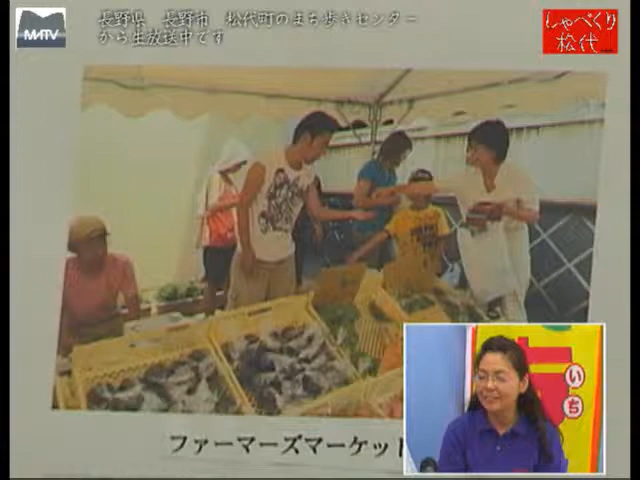 MATV
長野県　長野市　松代町のまち歩きセンター
から生放送中です
しゃべくり
松代
ファーマーズマーケット
いち